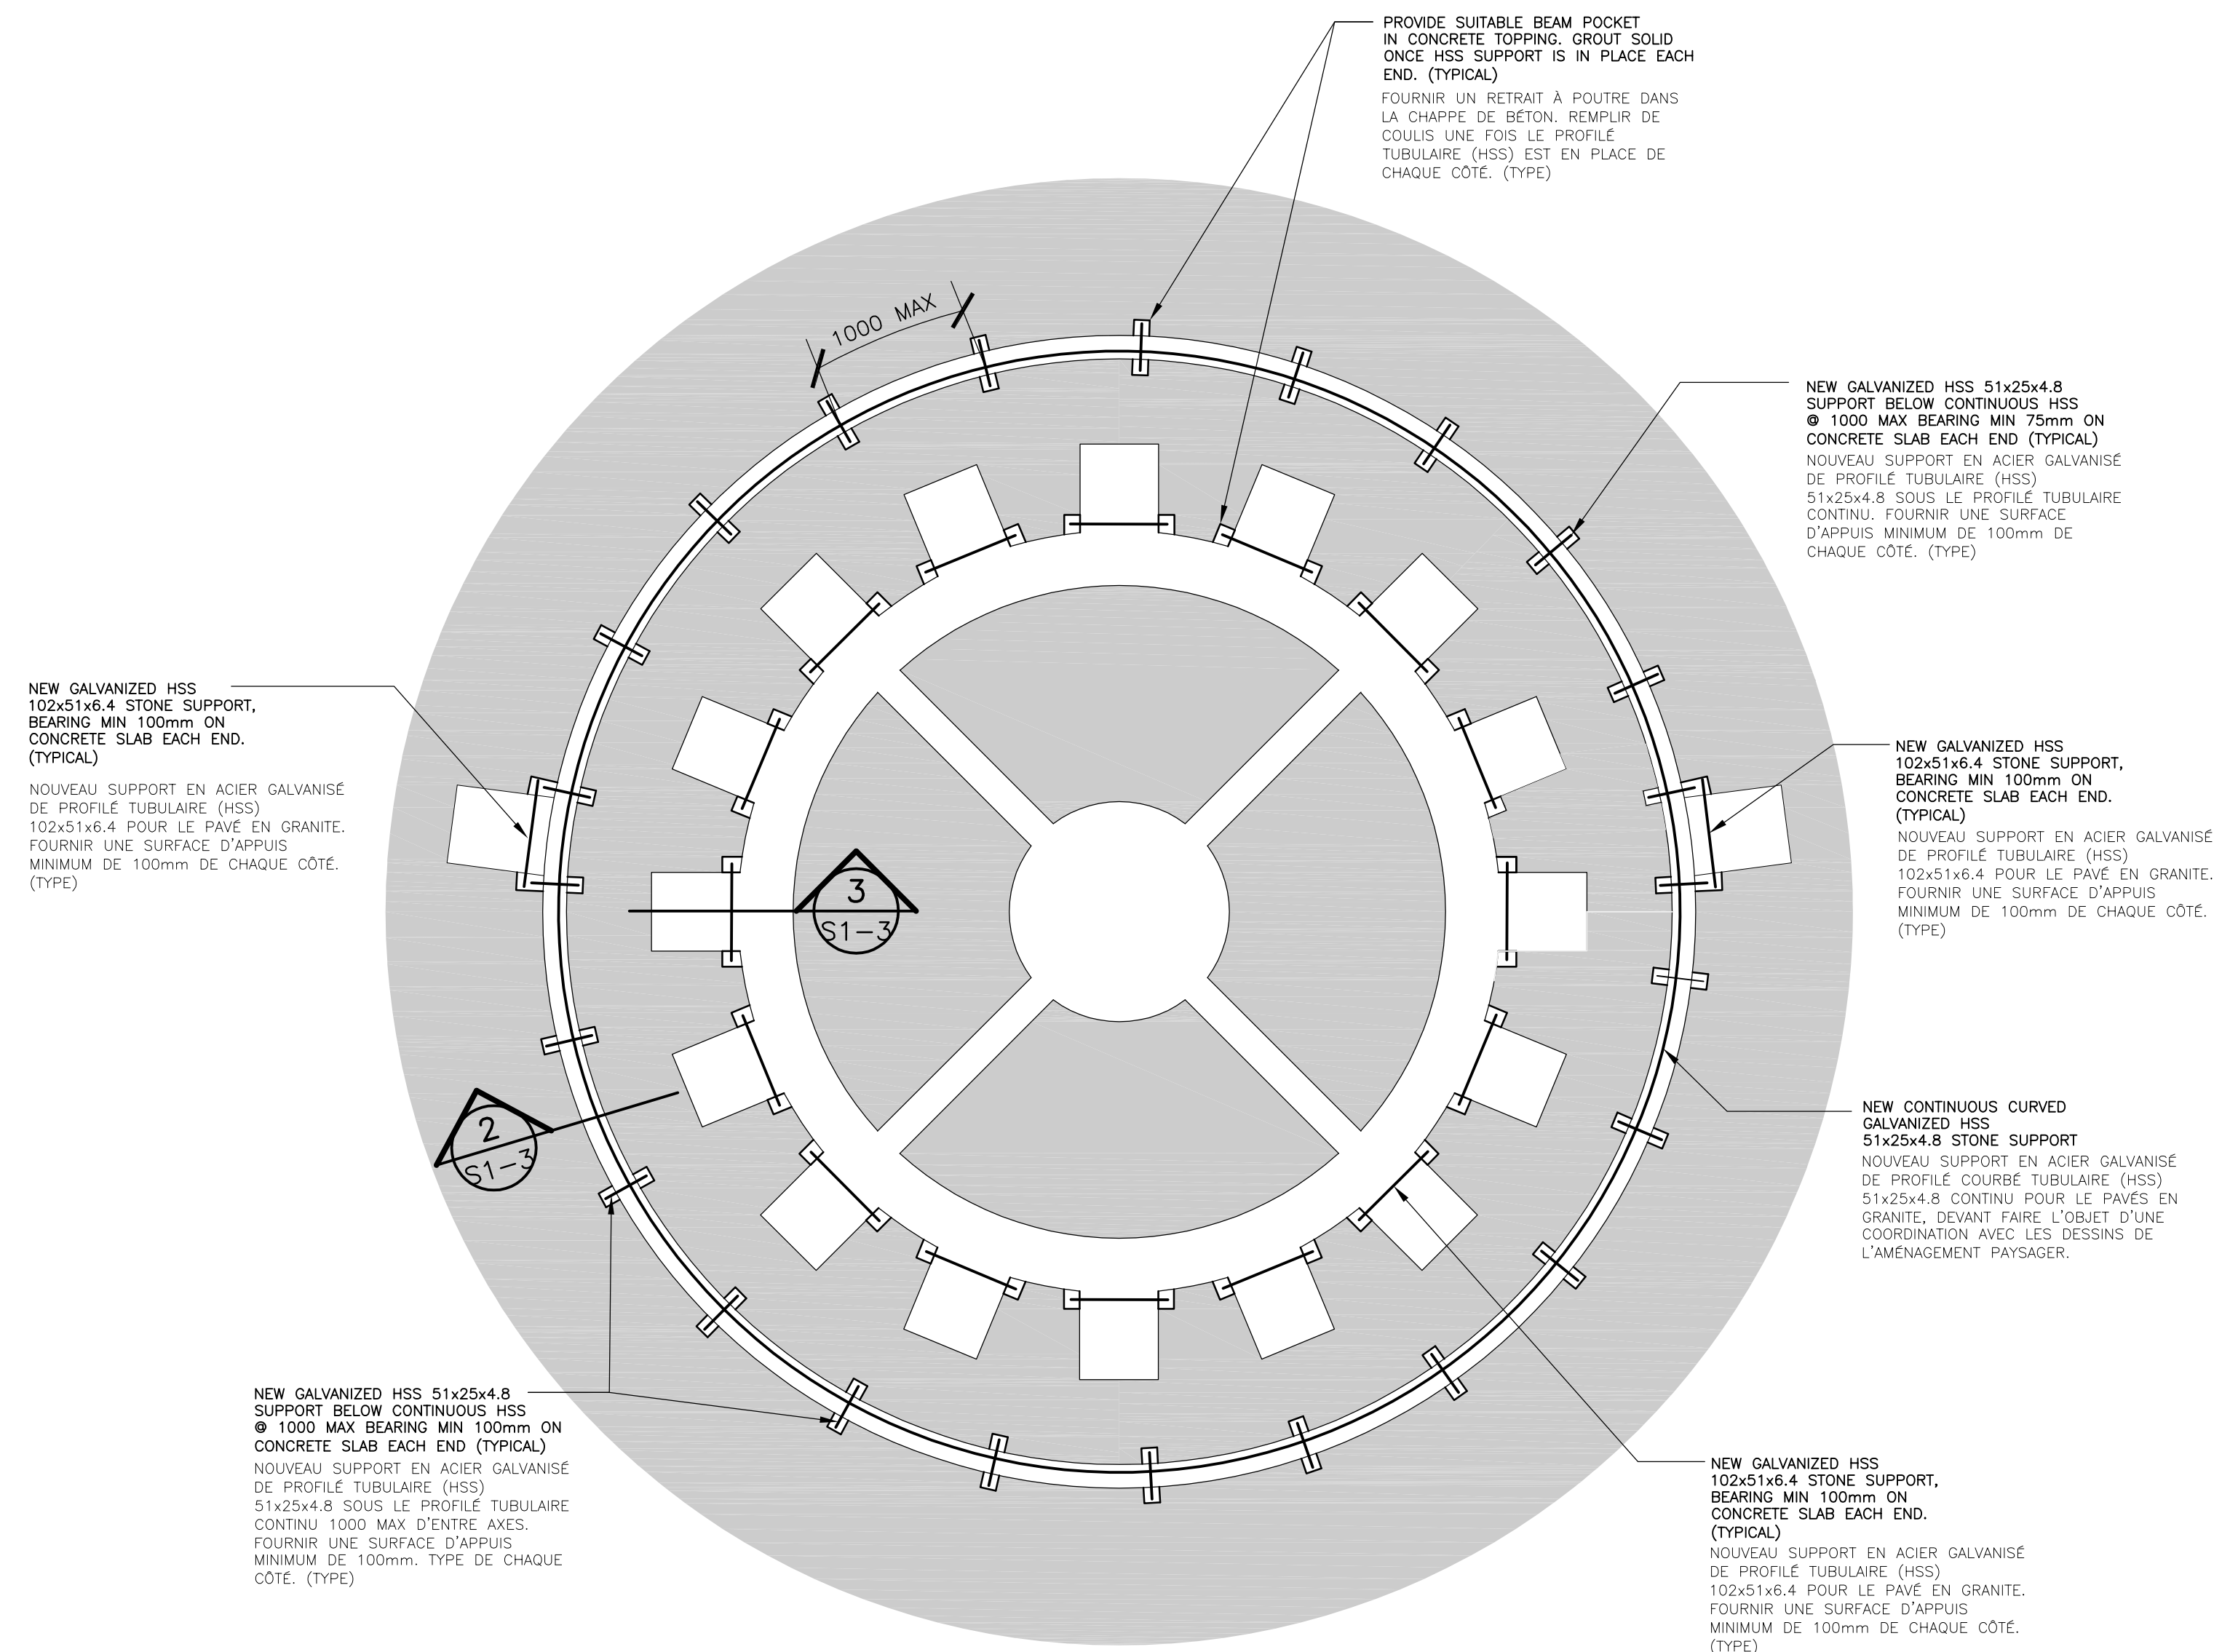 PROVIDE SUITABLE BEAM POCKET
IN CONCRETE TOPPING. GROUT SOLID
ONCE HSS SUPPORT IS IN PLACE EACH
END. (TYPICAL)
FOURNIR UN RETRAIT À POUTRE DANS
LA CHAPPE DE BÉTON. REMPLIR DE
COULIS UNE FOIS LE PROFILÉ
TUBULAIRE (HSS) EST EN PLACE DE
CHAQUE CÔTÉ. (TYPE)
1000 MAX
NEW GALVANIZED HSS 51x25x4.8
SUPPORT BELOW CONTINUOUS HSS
@ 1000 MAX BEARING MIN 75mm ON
CONCRETE SLAB EACH END (TYPICAL)
NOUVEAU SUPPORT EN ACIER GALVANISÉ
DE PROFILÉ TUBULAIRE (HSS)
51x25x4.8 SOUS LE PROFILÉ TUBULAIRE
CONTINU. FOURNIR UNE SURFACE
D'APPUIS MINIMUM DE 100mm DE
CHAQUE CÔTÉ. (TYPE)
NEW GALVANIZED HSS
102x51x6.4 STONE SUPPORT,
BEARING MIN 100mm ON
CONCRETE SLAB EACH END.
(TYPICAL)
NOUVEAU SUPPORT EN ACIER GALVANISÉ
DE PROFILÉ TUBULAIRE (HSS)
102x51x6.4 POUR LE PAVÉ EN GRANITE.
FOURNIR UNE SURFACE D'APPUIS
MINIMUM DE 100mm DE CHAQUE CÔTÉ.
(TYPE)
NEW GALVANIZED HSS
102x51x6.4 STONE SUPPORT,
BEARING MIN 100mm ON
CONCRETE SLAB EACH END.
(TYPICAL)
NOUVEAU SUPPORT EN ACIER GALVANISÉ
DE PROFILÉ TUBULAIRE (HSS)
102x51x6.4 POUR LE PAVÉ EN GRANITE.
FOURNIR UNE SURFACE D'APPUIS
MINIMUM DE 100mm DE CHAQUE CÔTÉ.
(TYPE)
3
S1-3
2
S1-3
NEW CONTINUOUS CURVED
GALVANIZED HSS
51x25x4.8 STONE SUPPORT
NOUVEAU SUPPORT EN ACIER GALVANISÉ
DE PROFILÉ COURBÉ TUBULAIRE (HSS)
51x25x4.8 CONTINU POUR LE PAVÉS EN
GRANITE, DEVANT FAIRE L'OBJET D'UNE
COORDINATION AVEC LES DESSINS DE
L'AMÉNAGEMENT PAYSAGER.
NEW GALVANIZED HSS 51x25x4.8
SUPPORT BELOW CONTINUOUS HSS
@ 1000 MAX BEARING MIN 100mm ON
CONCRETE SLAB EACH END (TYPICAL)
NOUVEAU SUPPORT EN ACIER GALVANISÉ
DE PROFILÉ TUBULAIRE (HSS)
51x25x4.8 SOUS LE PROFILÉ TUBULAIRE
CONTINU 1000 MAX D'ENTRE AXES.
FOURNIR UNE SURFACE D'APPUIS
MINIMUM DE 100mm. TYPE DE CHAQUE
CÔTÉ. (TYPE)
NEW GALVANIZED HSS
102x51x6.4 STONE SUPPORT,
BEARING MIN 100mm ON
CONCRETE SLAB EACH END.
(TYPICAL)
NOUVEAU SUPPORT EN ACIER GALVANISÉ
DE PROFILÉ TUBULAIRE (HSS)
102x51x6.4 POUR LE PAVÉ EN GRANITE.
FOURNIR UNE SURFACE D'APPUIS
MINIMUM DE 100mm DE CHAQUE CÔTÉ.
(TYPE)